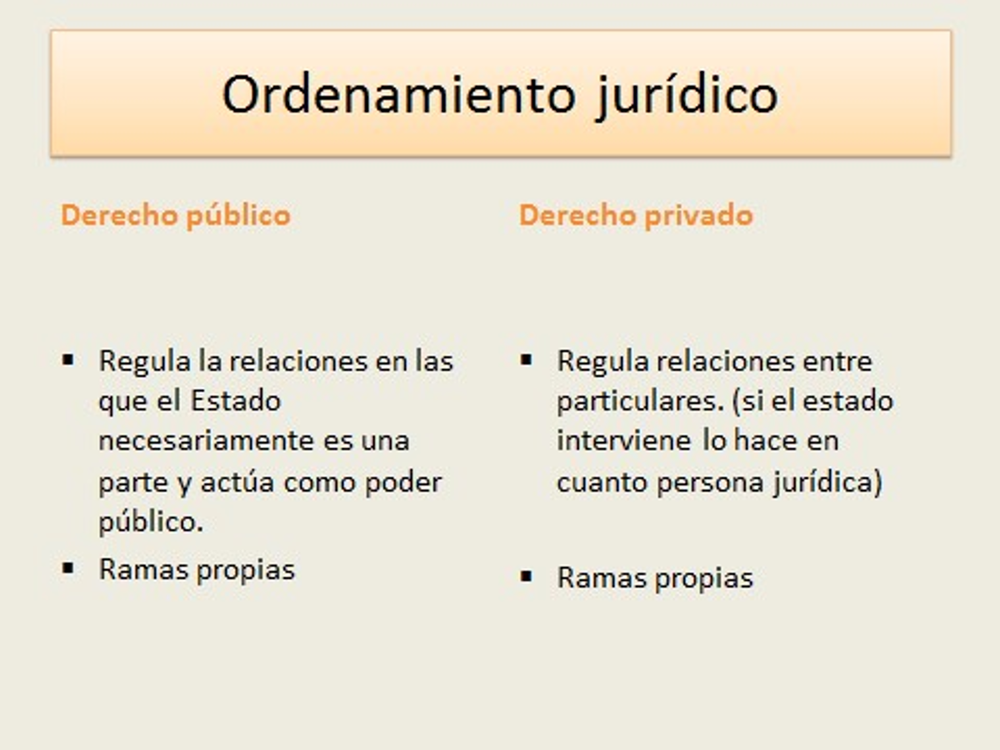 Ordenamiento jurídico
Derecho público
▪ Regula la relaciones en las
que el Estado
necesariamente es una
parte y actúa como poder
público.
▪ Ramas propias
Derecho privado
▪ Regula relaciones entre
particulares. (si el estado
interviene lo hace en
cuanto persona jurídica)
▪ Ramas propias